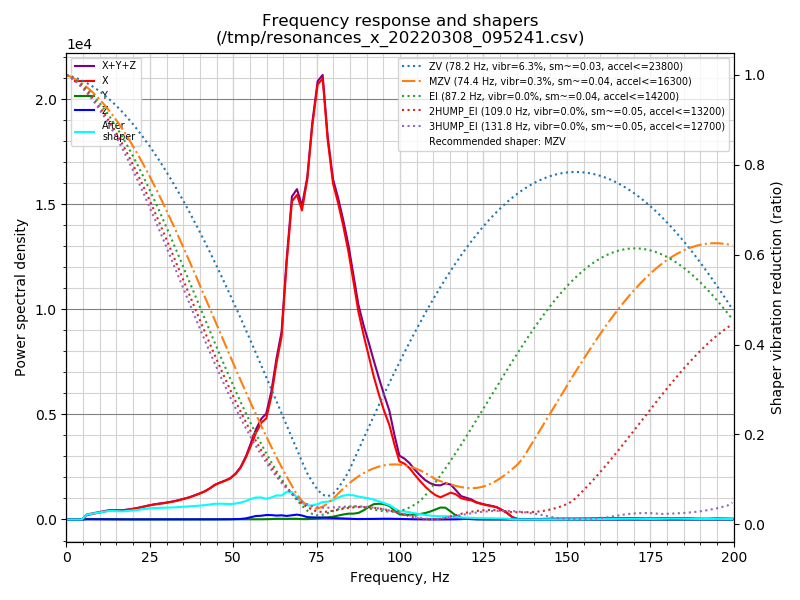 Frequency response and shapers
(/tmp/resonances_x_20220308_095241.csv)
1e4
X+Y+Z
X
Y
Z
After
shaper
ZV (78.2 Hz, vibr=6.3%, sm~=0.03, accel<=23800)
MZV (74.4 Hz, vibr=0.3%, sm~=0.04, accel<=16300)
EI (87.2 Hz, vibr=0.0%, sm~=0.04, accel<=14200)
2HUMP_EI (109.0 Hz, vibr=0.0%, sm~=0.05, accel<=13200)
3HUMP_EI (131.8 Hz, vibr=0.0%, sm~=0.05, accel<=12700)
Recommended shaper: MZV
Power spectral density
2.0
1.5
1.0
0.5
0.0
1.0
0.8
0.6
0.4
0.2
0.0
Shaper vibration reduction (ratio)
0 25 50 75 100 125 150 175 200
Frequency, Hz